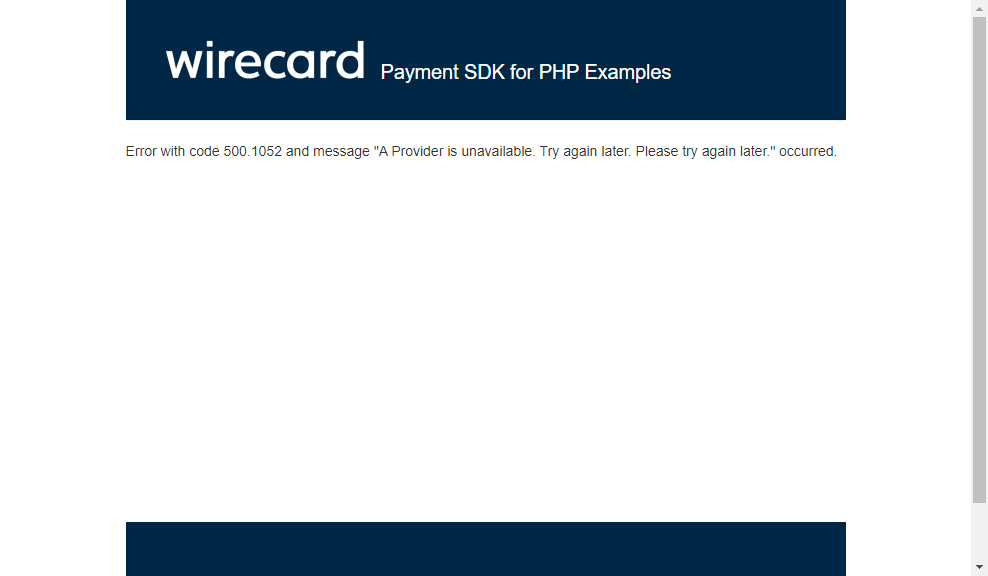 wirecard Payment SDK for PHP Examples
Error with code 500.1052 and message "A Provider is unavailable. Try again later. Please try again later." occurred.